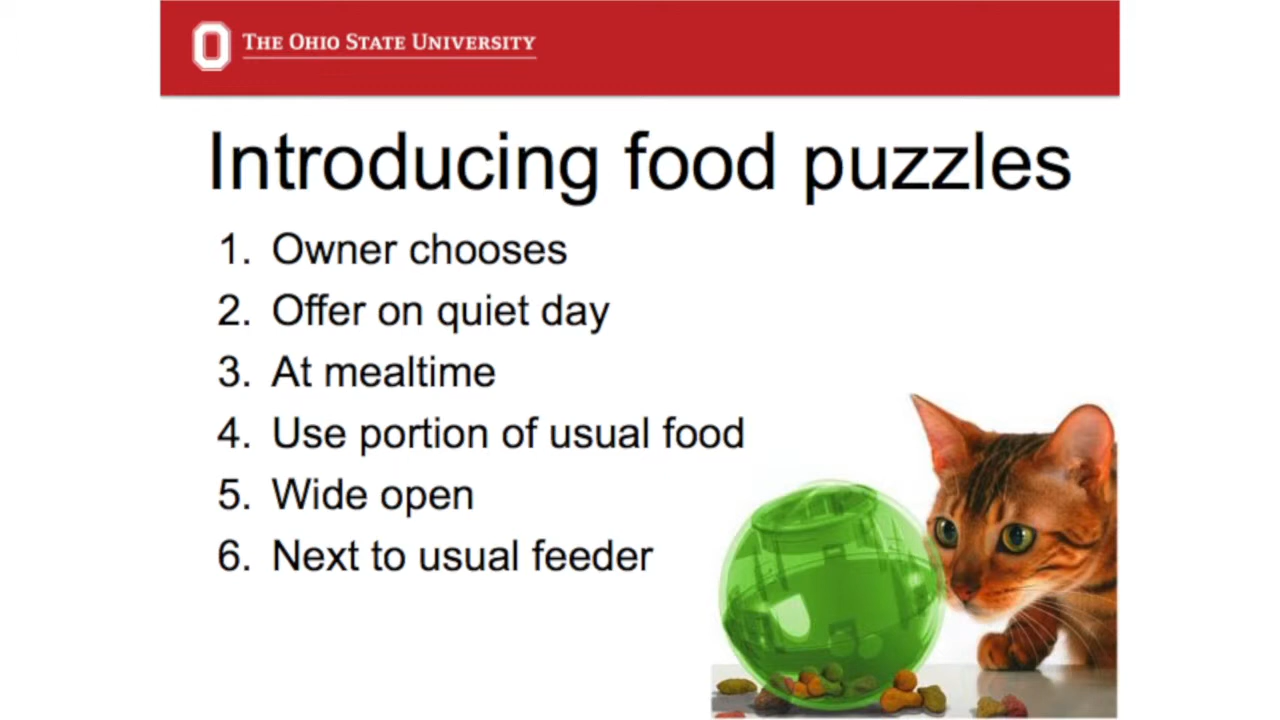 THE OHIO STATE UNIVERSITY
Introducing food puzzles
1. Owner chooses
2. Offer on quiet day
3. At mealtime
4. Use portion of usual food
5. Wide open
6. Next to usual feeder